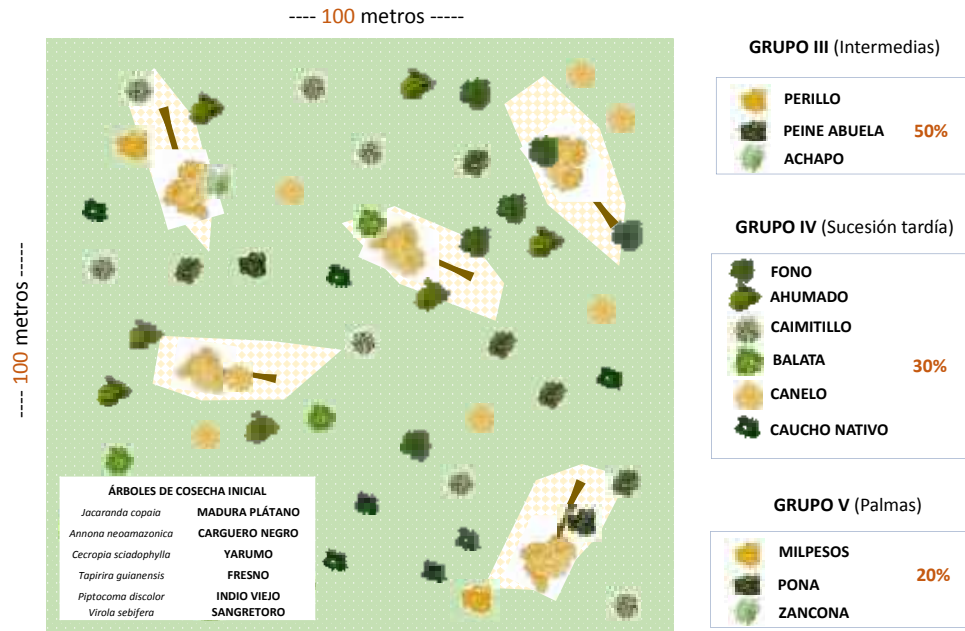 ---- 100 metros -----
---- 100 metros -----
ÁRBOLES DE COSECHA INICIAL
Jacaranda copaia MADURA PLÁTANO
Annona neoamazonica CARGUERO NEGRO
Cecropia sciadophylla YARUMO
Tapirira guianensis FRESNO
Piptocoma discolor INDIO VIEJO
Virola sebifera SANGRETORO
GRUPO III (Intermedias)
PERILLO
PEINE ABUELA 50%
ACHAPO
GRUPO IV (Sucesión tardía)
FONO
AHUMADO
CAIMITILLO
BALATA 30%
CANELO
CAUCHO NATIVO
GRUPO V (Palmas)
MILPESOS
PONA 20%
ZANCONA